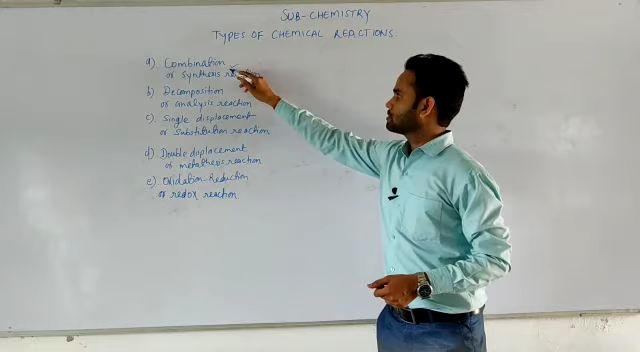 SUB-CHEMISTRY
TYPES OF CHEMICAL REACTIONS.
a) Combination
or synthesis
b) Decomposition
or analysis reaction
c) Single displacement
or substitution reaction
d) Double displacement
or metathesis reaction
e) Oxidation-Reduction
or redox reaction